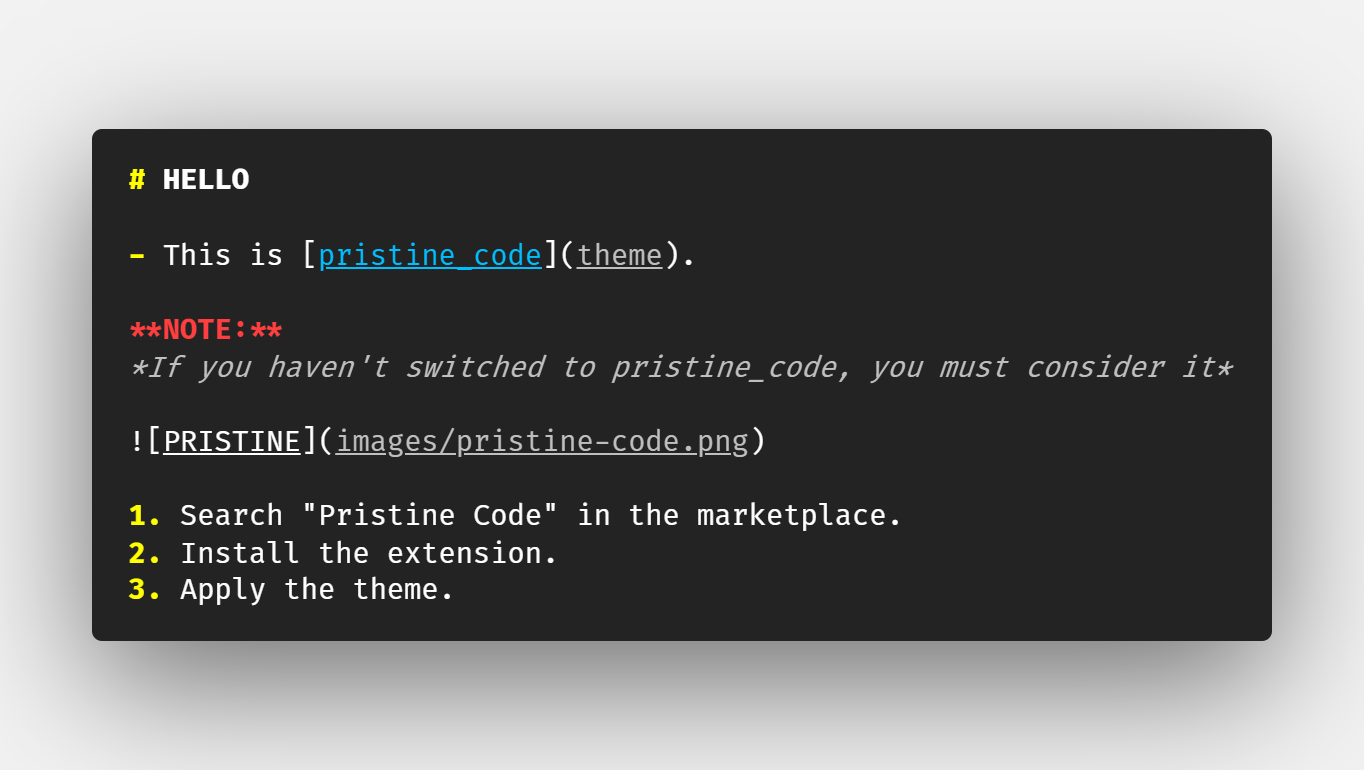 # HELLO
- This is [pristine_code](theme).
**NOTE:**
*If you haven't switched to pristine_code, you must consider it*
![PRISTINE](images/pristine-code.png)
1. Search "Pristine Code" in the marketplace.
2. Install the extension.
3. Apply the theme.